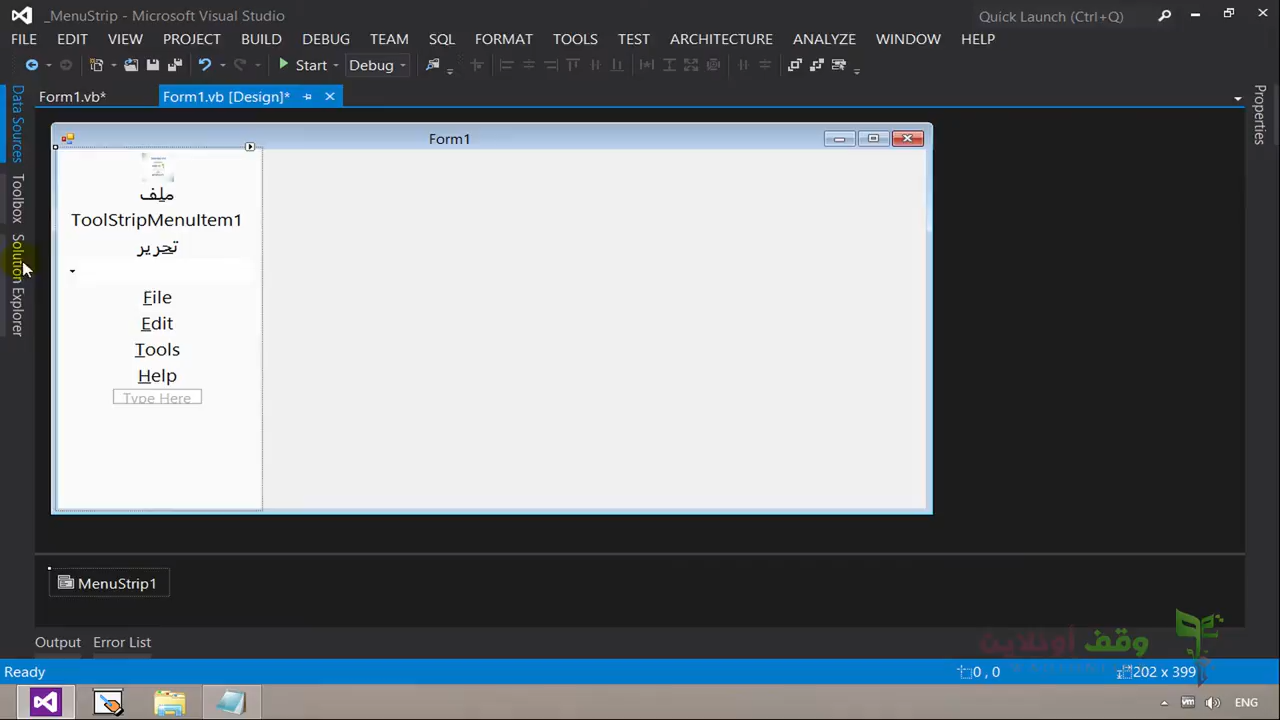 _MenuStrip - Microsoft Visual Studio
Quick Launch (Ctrl+Q)
FILE EDIT VIEW PROJECT BUILD DEBUG TEAM SQL FORMAT TOOLS TEST ARCHITECTURE ANALYZE WINDOW HELP
Start Debug
Form1.vb* Form1.vb [Design]*
Data Sources
Toolbox
Solution Explorer
Properties
Form1
ملف
ToolStripMenuItem1
تحرير
File
Edit
Tools
Help
Type Here
MenuStrip1
Output Error List
وقف أونلاين
Ready
0 , 0
202 x 399
ENG